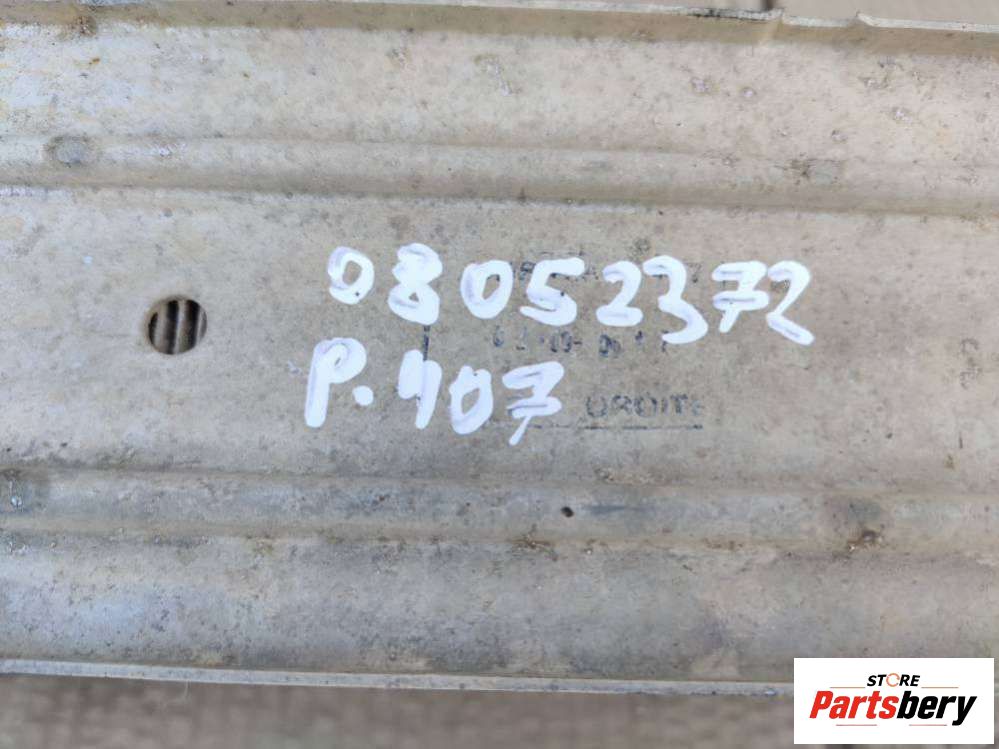 08052372
P.407
DROITE
STORE
Partsbery